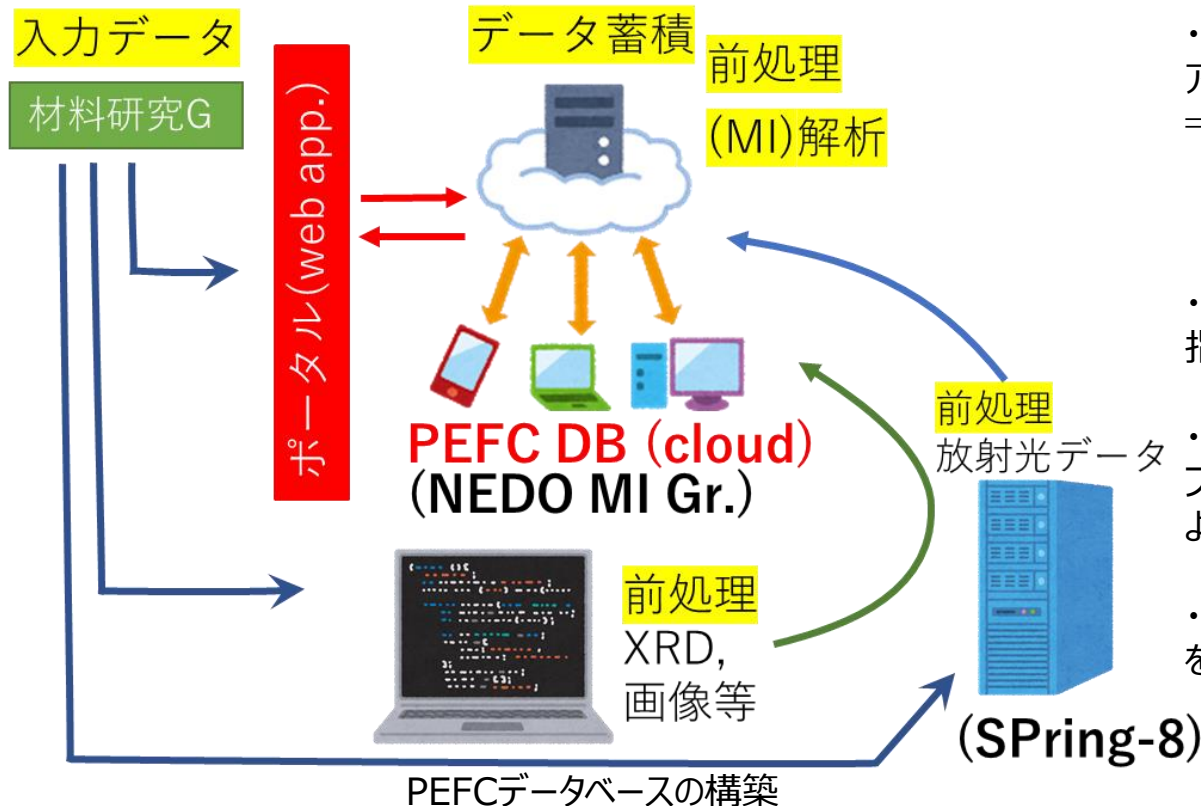 入力データ
材料研究G
ポータル(web app.)
データ蓄積
前処理
(MI)解析
PEFC DB (cloud)
(NEDO MI Gr.)
前処理
XRD,
画像等
前処理
放射光データ
(SPring-8)
PEFCデータベースの構築
・
⇒
・
・
よ
・
を